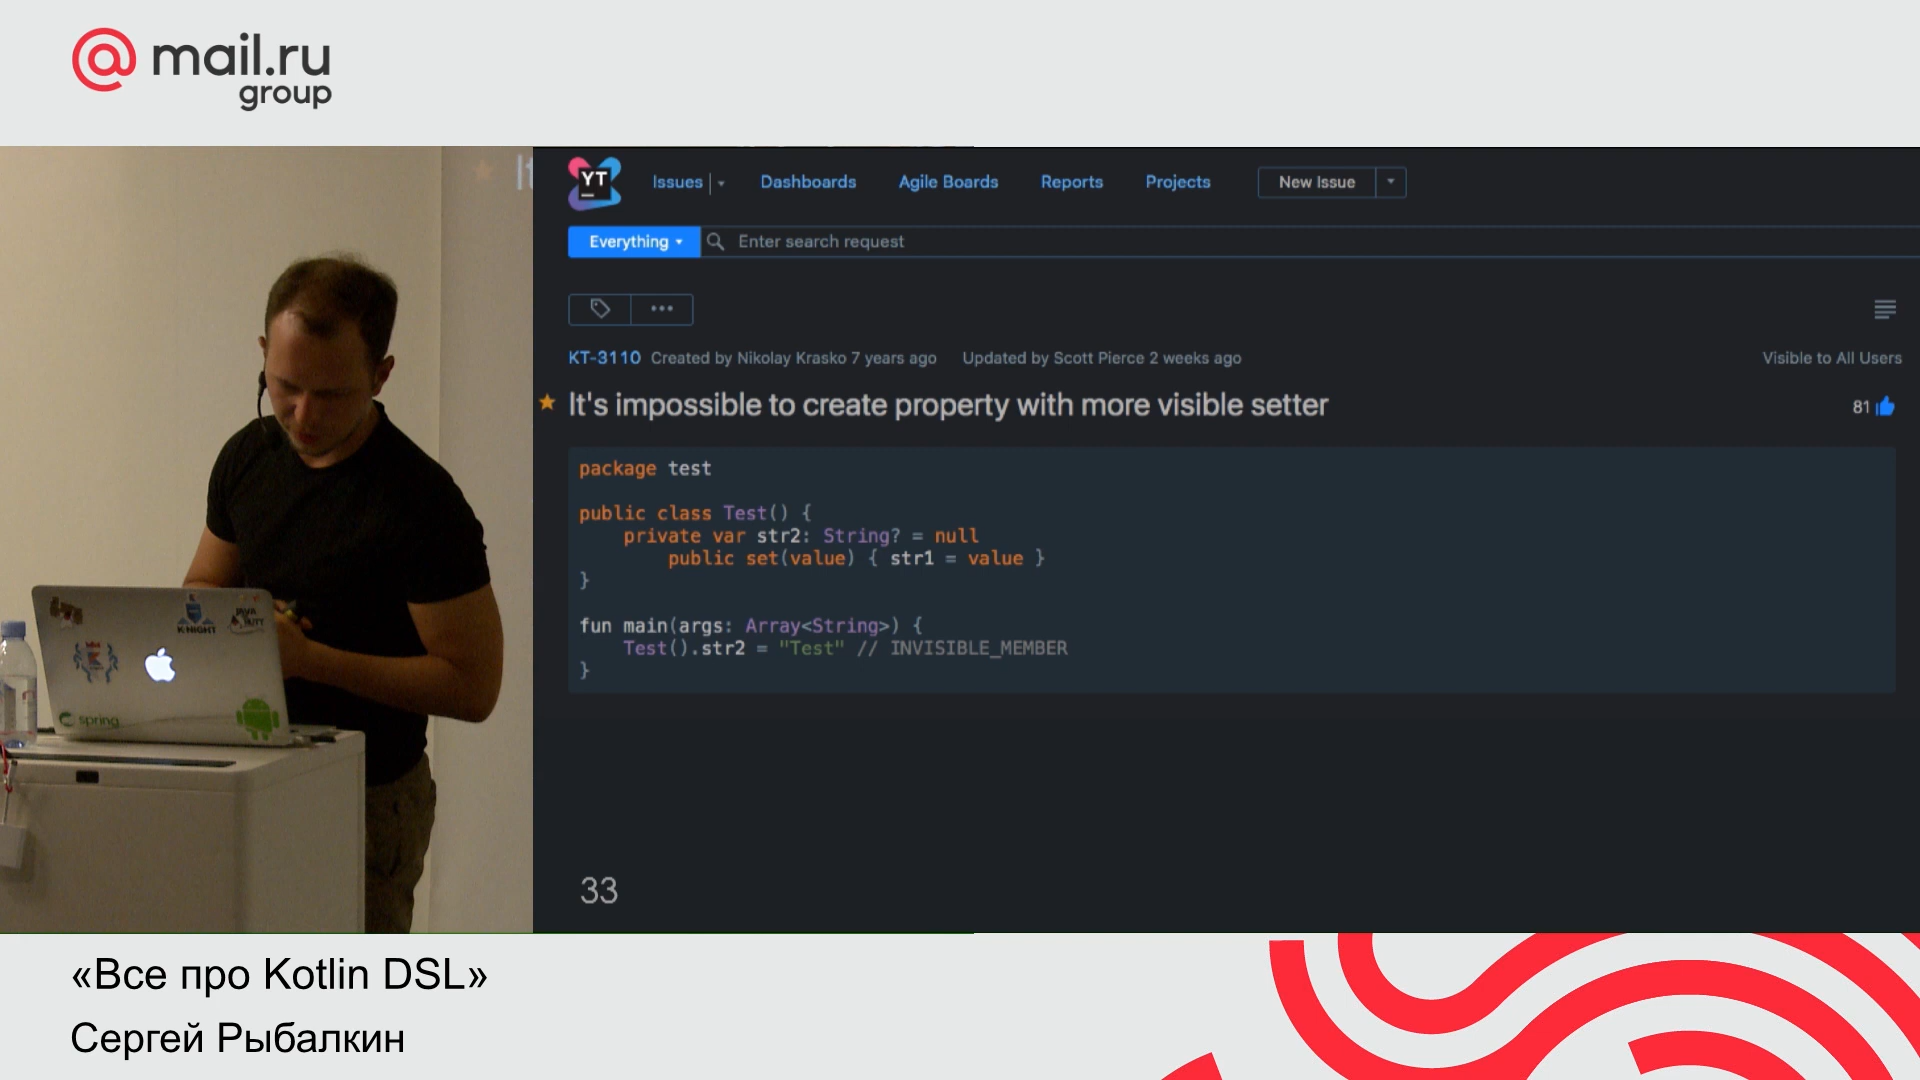 mail.ru
group
It
YT
Issues
Dashboards
Agile Boards
Reports
Projects
New Issue
Everything
Enter search request
KT-3110 Created by Nikolay Krasko 7 years ago Updated by Scott Pierce 2 weeks ago
Visible to All Users
It's impossible to create property with more visible setter
81
package test
public class Test() {
private var str2: String? = null
public set(value) { str1 = value }
}
fun main(args: Array<String>) {
Test().str2 = "Test" // INVISIBLE_MEMBER
}
33
K-NIGHT
JAVA
spring
«Все про Kotlin DSL»
Сергей Рыбалкин